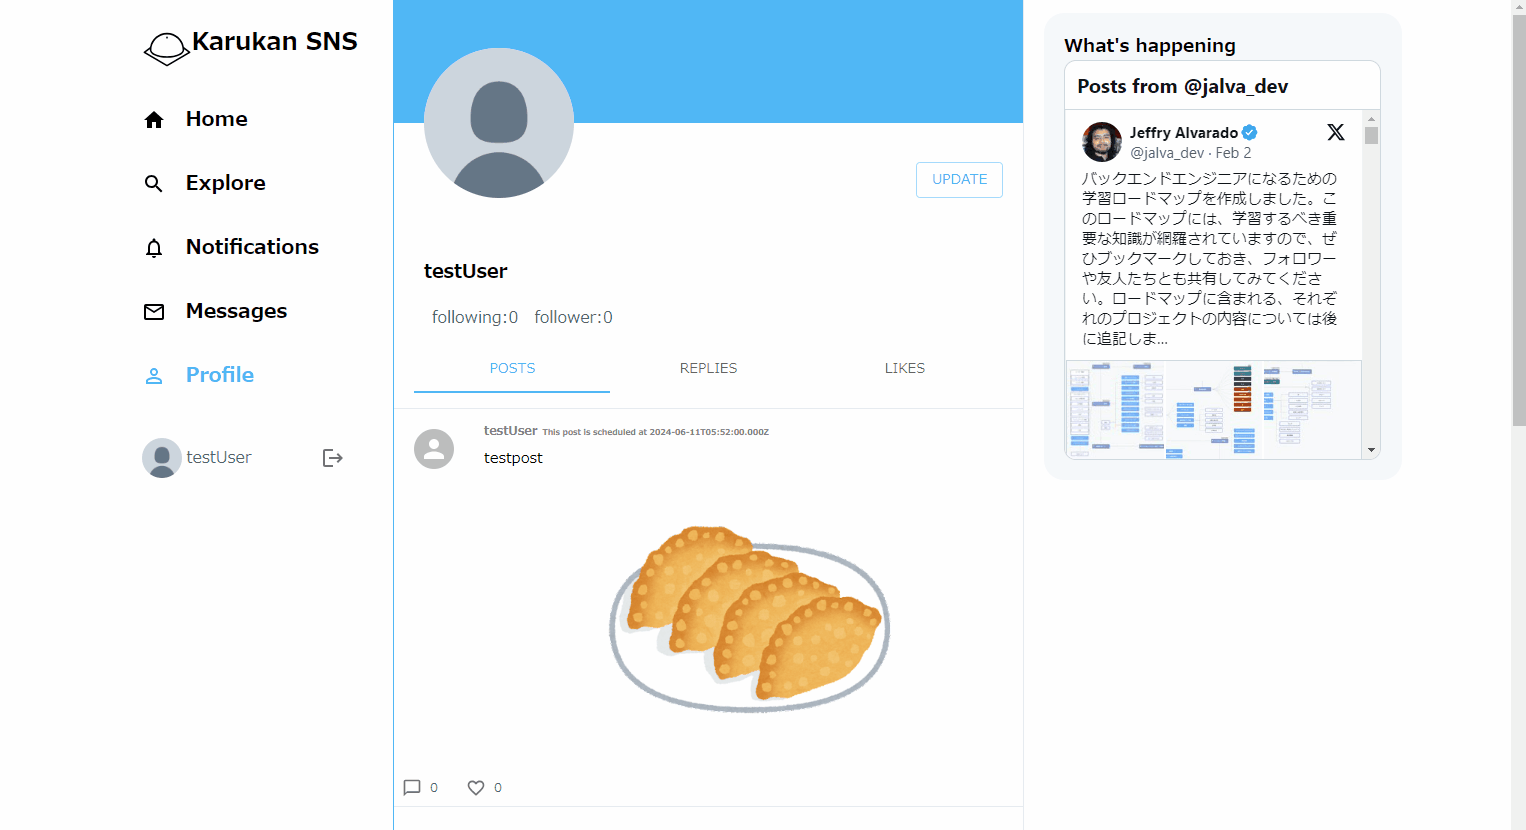 Karukan SNS
Home
Explore
Notifications
Messages
Profile
testUser
UPDATE
testUser
following:0 follower:0
POSTS REPLIES LIKES
testUser This post is scheduled at 2024-06-11T05:52:00.000Z
testpost
0 0
What's happening
Posts from @jalva_dev
Jeffry Alvarado
@jalva_dev · Feb 2
バックエンドエンジニアになるための
学習ロードマップを作成しました。こ
のロードマップには、学習するべき重
要な知識が網羅されていますので、ぜ
ひブックマークしておき、フォロワー
や友人たちとも共有してみてくださ
い。ロードマップに含まれる、それぞ
れのプロジェクトの内容については後
に追記しま…